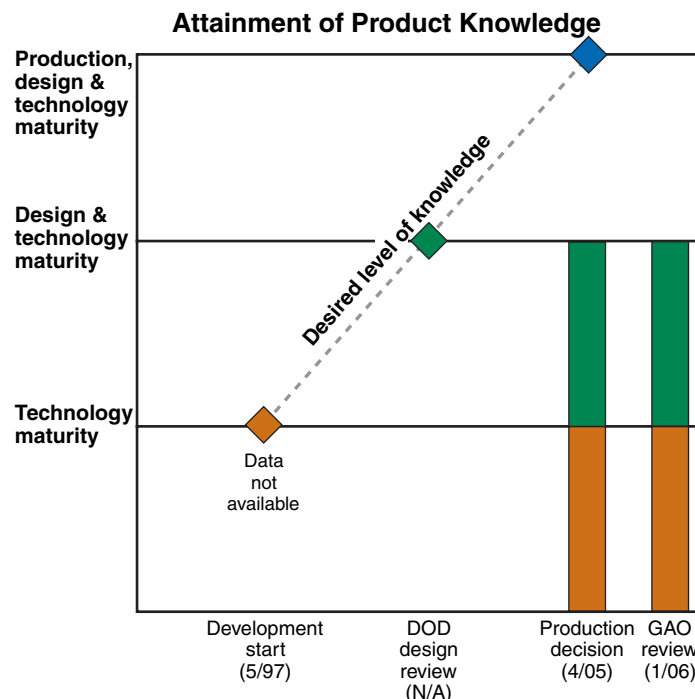 Attainment of Product Knowledge
Production,
design &
technology
maturity
Design &
technology
maturity
Technology
maturity
Desired level of knowledge
Data
not
available
Development
start
(5/97)
DOD
design
review
(N/A)
Production
decision
(4/05)
GAO
review
(1/06)